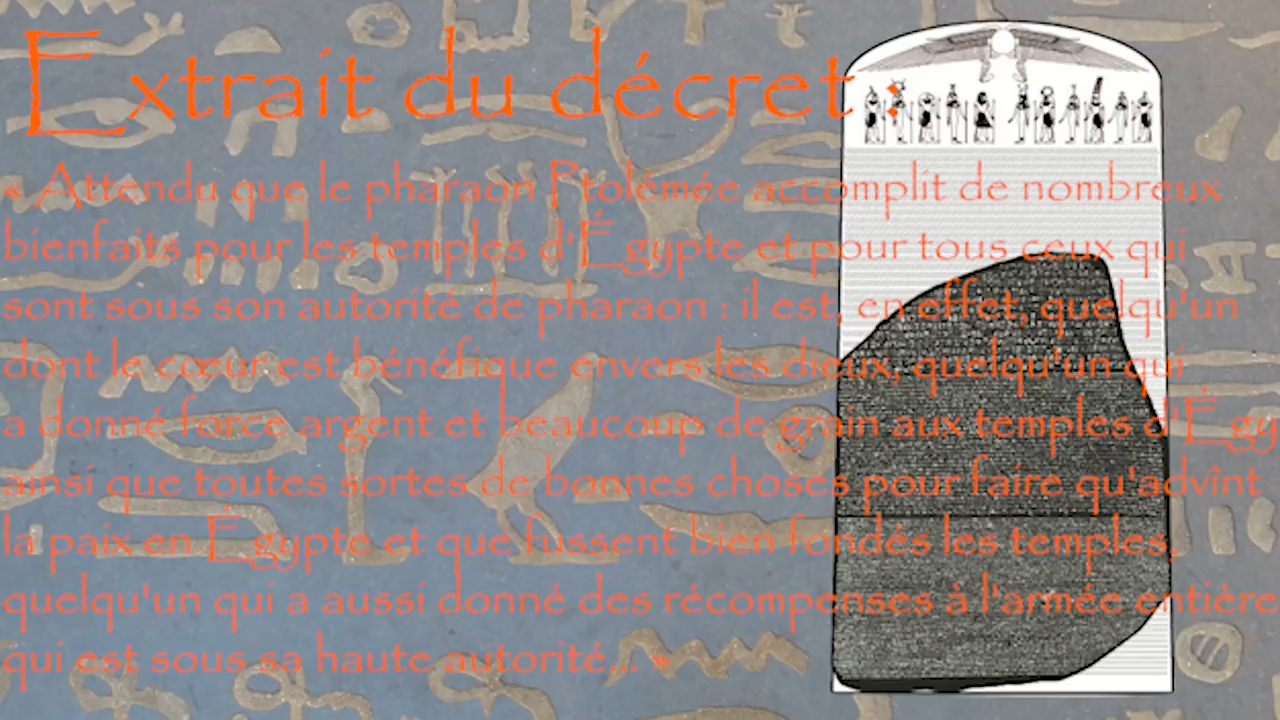 Extrait du décret :
« Attendu que le pharaon Ptolémée accomplit de nombreux
bienfaits pour les temples d'Égypte et pour tous ceux qui
sont sous son autorité de pharaon : il est, en effet, quelqu'un
dont le cœur est bénéfique envers les dieux, quelqu'un qui
a donné force argent et beaucoup de grain aux temples d'Égy
ainsi que toutes sortes de bonnes choses pour faire qu'advînt
la paix en Égypte et que fussent bien fondés les temples,
quelqu'un qui a aussi donné des récompenses à l'armée entière
qui est sous sa haute autorité... »